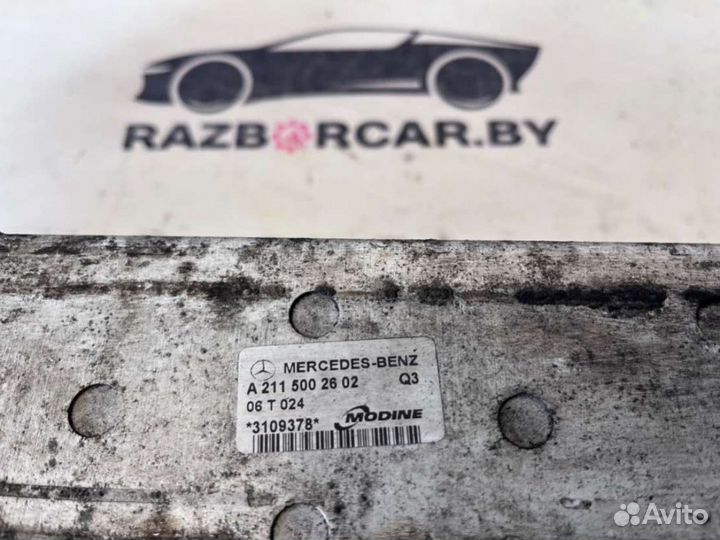 RAZBORCAR.BY
MERCEDES-BENZ
A 211 500 26 02 Q3
06 T 024
*3109378* MODINE
Avito